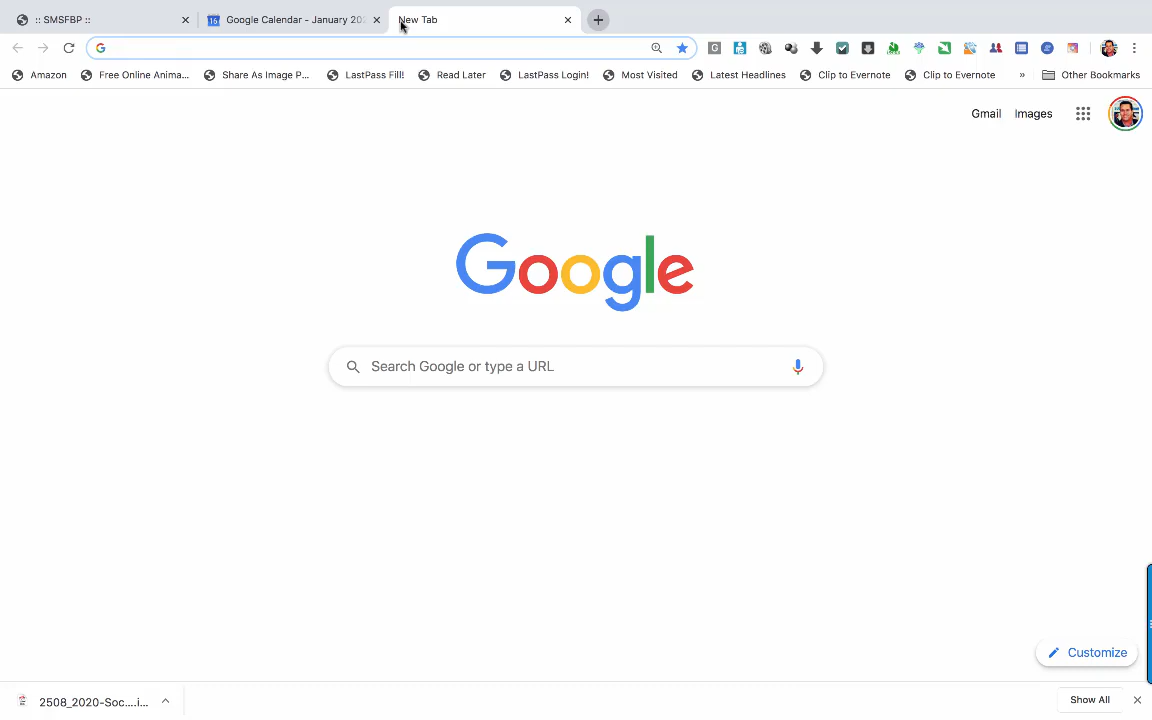 :: SMSFBP ::
Google Calendar - January 202
New Tab
Amazon
Free Online Anima...
Share As Image P...
LastPass Fill!
Read Later
LastPass Login!
Most Visited
Latest Headlines
Clip to Evernote
Clip to Evernote
»
Other Bookmarks
Gmail
Images
Google
Search Google or type a URL
Customize
2508_2020-Soc....i...
Show All